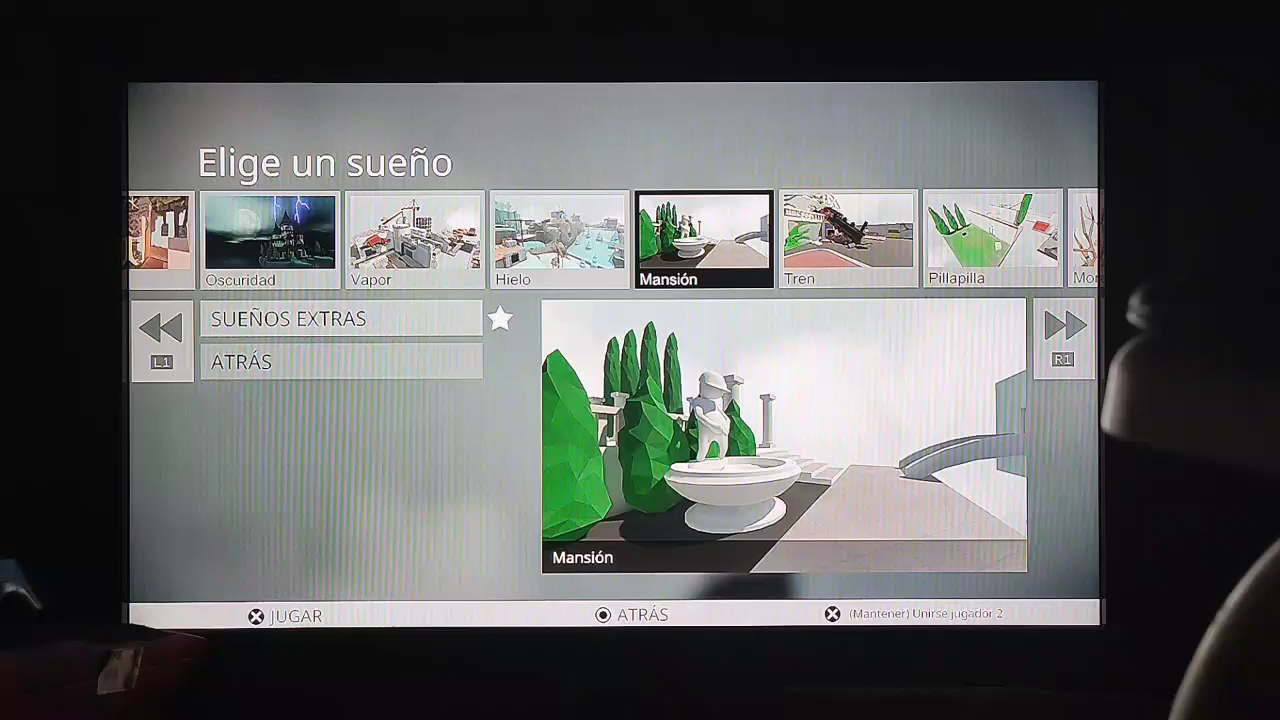 Elige un sueño
Oscuridad
Vapor
Hielo
Mansión
Tren
Pillapilla
L1
SUEÑOS EXTRAS
ATRÁS
R1
Mansión
JUGAR
ATRÁS
(Mantener) Unirse jugador 2